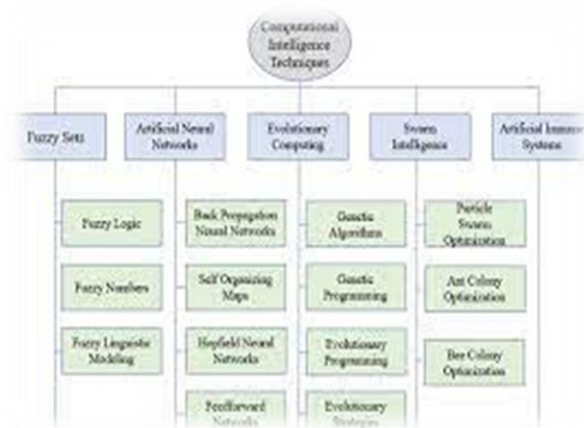 Computational
Intelligence
Techniques
Fuzzy Sets
Artificial Neural
Networks
Evolutionary
Computing
Swarm
Intelligence
Artificial
Systems
Fuzzy Logic
Back Propagation
Neural Networks
Genetic
Algorithms
Particle
Swarm
Optimization
Fuzzy Numbers
Self Organizing
Maps
Genetic
Programming
Ant Colony
Optimization
Fuzzy Linguistic
Modeling
Hopfield Neural
Networks
Evolutionary
Programming
Bee Colony
Optimization
Feedforward
Networks
Evolutionary
Strategies